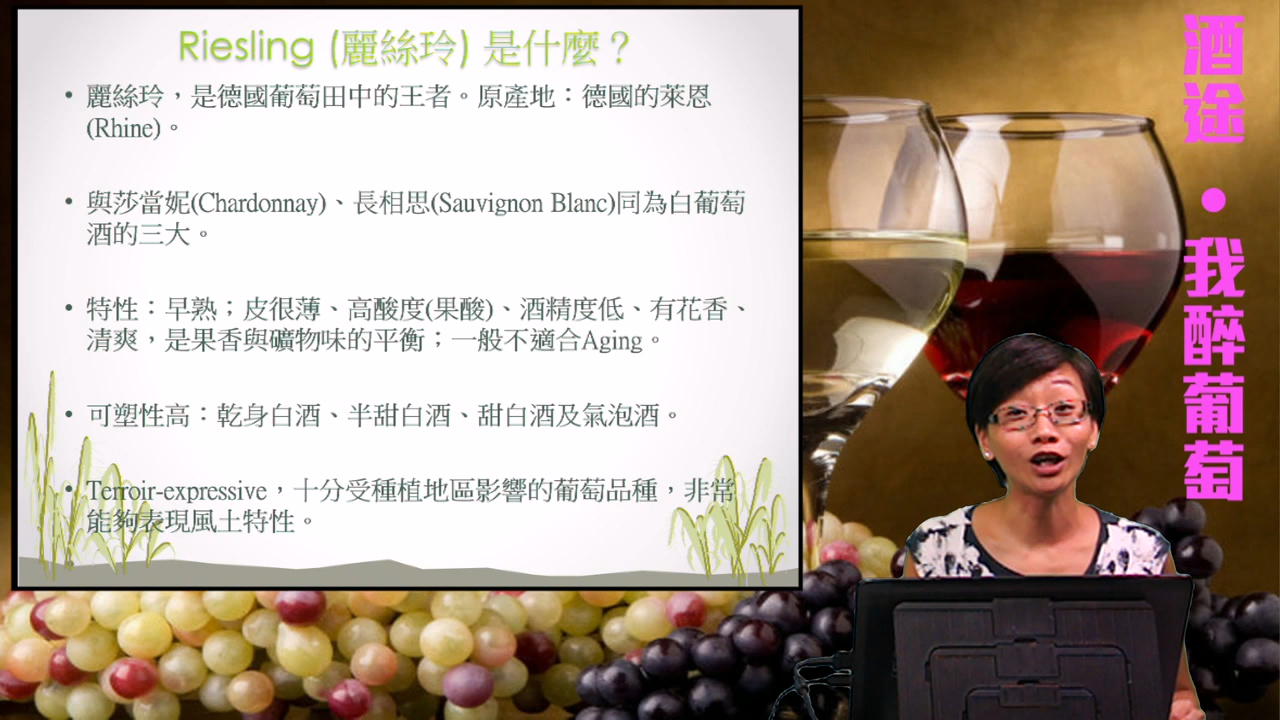 Riesling (麗絲玲) 是什麼？
• 麗絲玲，是德國葡萄田中的王者。原產地：德國的萊恩
(Rhine)。
• 與莎當妮(Chardonnay)、長相思(Sauvignon Blanc)同為白葡萄
酒的三大。
• 特性：早熟；皮很薄、高酸度(果酸)、酒精度低、有花香、
清爽，是果香與礦物味的平衡；一般不適合Aging。
• 可塑性高：乾身白酒、半甜白酒、甜白酒及氣泡酒。
• Terroir-expressive，十分受種植地區影響的葡萄品種，非常
能夠表現風土特性。
酒途•我醉葡萄